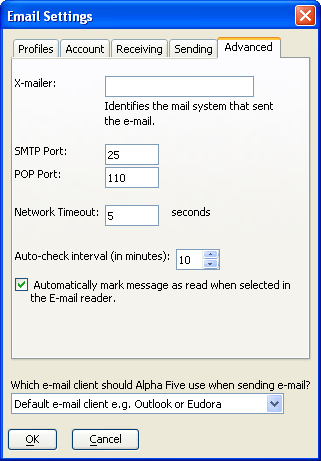 Email Settings
Profiles Account Receiving Sending Advanced
X-mailer:
Identifies the mail system that sent
the e-mail.
SMTP Port: 25
POP Port: 110
Network Timeout: 5 seconds
Auto-check interval (in minutes): 10
Automatically mark message as read when selected in
the E-mail reader.
Which e-mail client should Alpha Five use when sending e-mail?
Default e-mail client e.g. Outlook or Eudora
OK Cancel